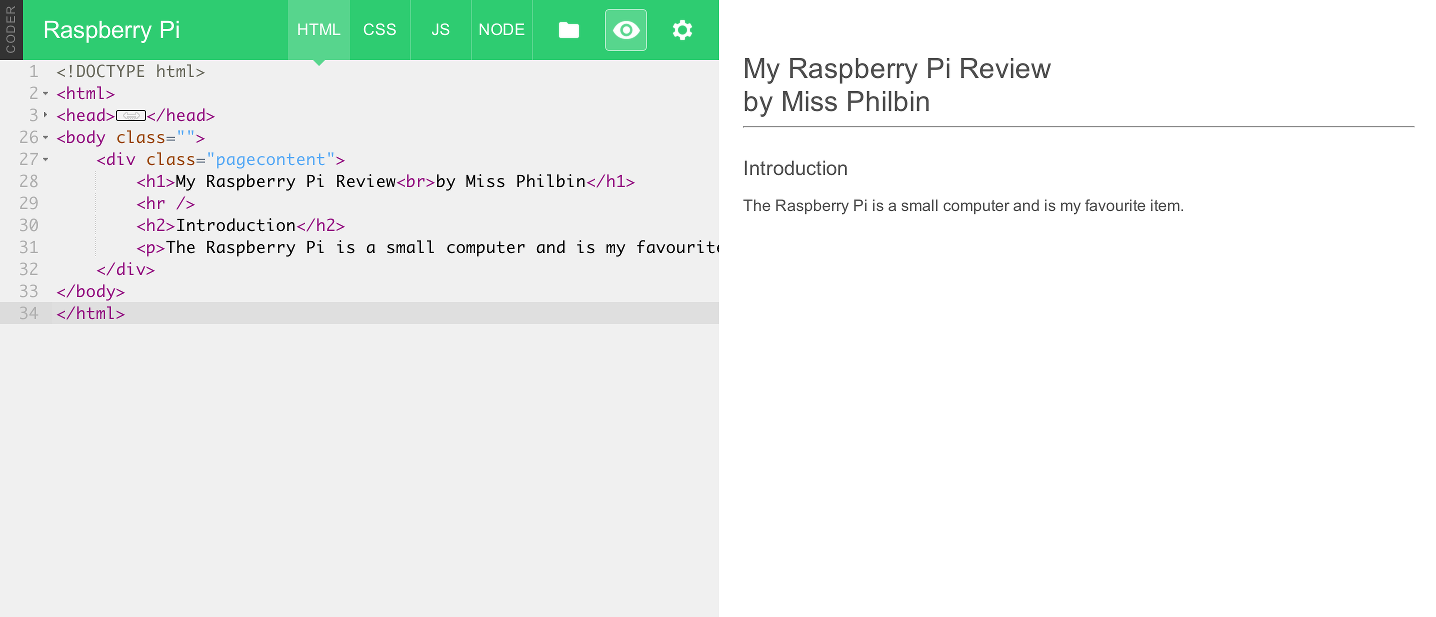 CODER
Raspberry Pi
HTML CSS JS NODE
1 <!DOCTYPE html>
2 <html>
3 <head></head>
26 <body class="">
27 <div class="pagecontent">
28 <h1>My Raspberry Pi Review<br>by Miss Philbin</h1>
29 <hr />
30 <h2>Introduction</h2>
31 <p>The Raspberry Pi is a small computer and is my favourite
32 </div>
33 </body>
34 </html>
My Raspberry Pi Review
by Miss Philbin
Introduction
The Raspberry Pi is a small computer and is my favourite item.